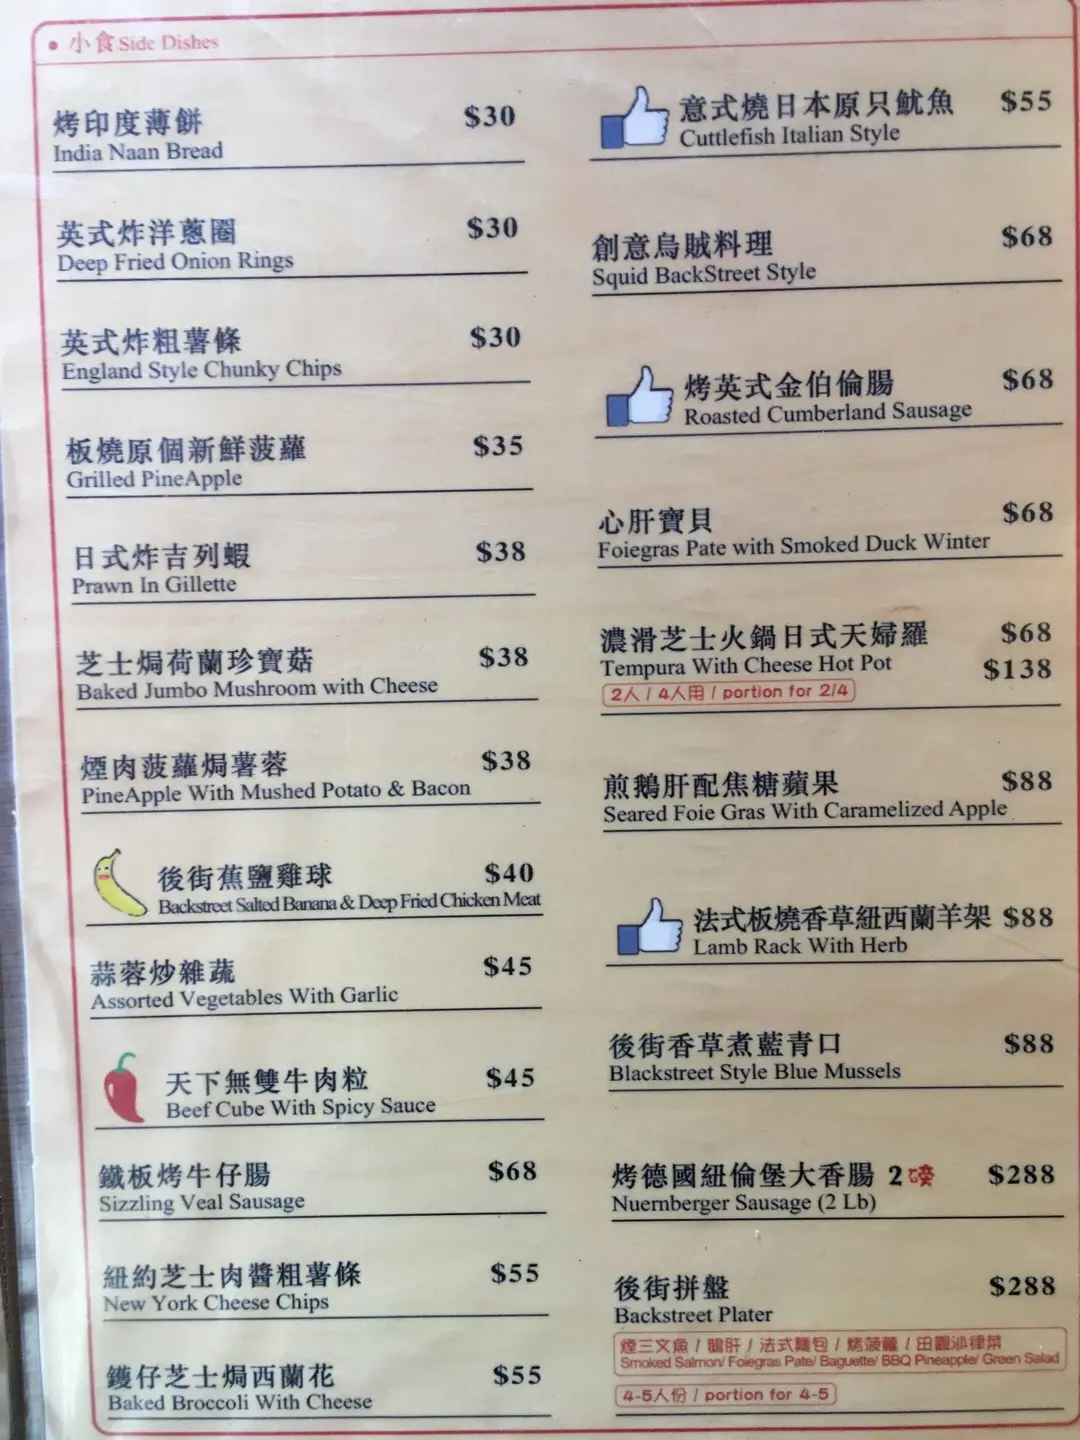 小食 Side Dishes
烤印度薄餅 $30
India Naan Bread
英式炸洋蔥圈 $30
Deep Fried Onion Rings
英式炸粗薯條 $30
England Style Chunky Chips
板燒原個新鮮菠蘿 $35
Grilled PineApple
日式炸吉列蝦 $38
Prawn In Gillette
芝士焗荷蘭珍寶菇 $38
Baked Jumbo Mushroom with Cheese
煙肉菠蘿焗薯蓉 $38
PineApple With Mushed Potato & Bacon
後街蕉鹽雞球 $40
Backstreet Salted Banana & Deep Fried Chicken Meat
蒜蓉炒雜蔬 $45
Assorted Vegetables With Garlic
天下無雙牛肉粒 $45
Beef Cube With Spicy Sauce
鐵板烤牛仔腸 $68
Sizzling Veal Sausage
紐約芝士肉醬粗薯條 $55
New York Cheese Chips
鑊仔芝士焗西蘭花 $55
Baked Broccoli With Cheese
意式燒日本原只魷魚 $55
Cuttlefish Italian Style
創意烏賊料理 $68
Squid BackStreet Style
烤英式金伯倫腸 $68
Roasted Cumberland Sausage
心肝寶貝 $68
Foiegras Pate with Smoked Duck Winter
濃滑芝士火鍋日式天婦羅 $68
Tempura With Cheese Hot Pot $138
2人 / 4人用 / portion for 2/4
煎鵝肝配焦糖蘋果 $88
Seared Foie Gras With Caramelized Apple
法式板燒香草紐西蘭羊架 $88
Lamb Rack With Herb
後街香草煮藍青口 $88
Blackstreet Style Blue Mussels
烤德國紐倫堡大香腸 2磅 $288
Nuernberger Sausage (2 Lb)
後街拼盤 $288
Backstreet Plater
煙三文魚 / 鵝肝 / 法式麵包 / 烤菠蘿 / 田園沙律菜
Smoked Salmon/ Foiegras Pate/ Baguette/ BBQ Pineapple/ Green Salad
4-5人份 / portion for 4-5